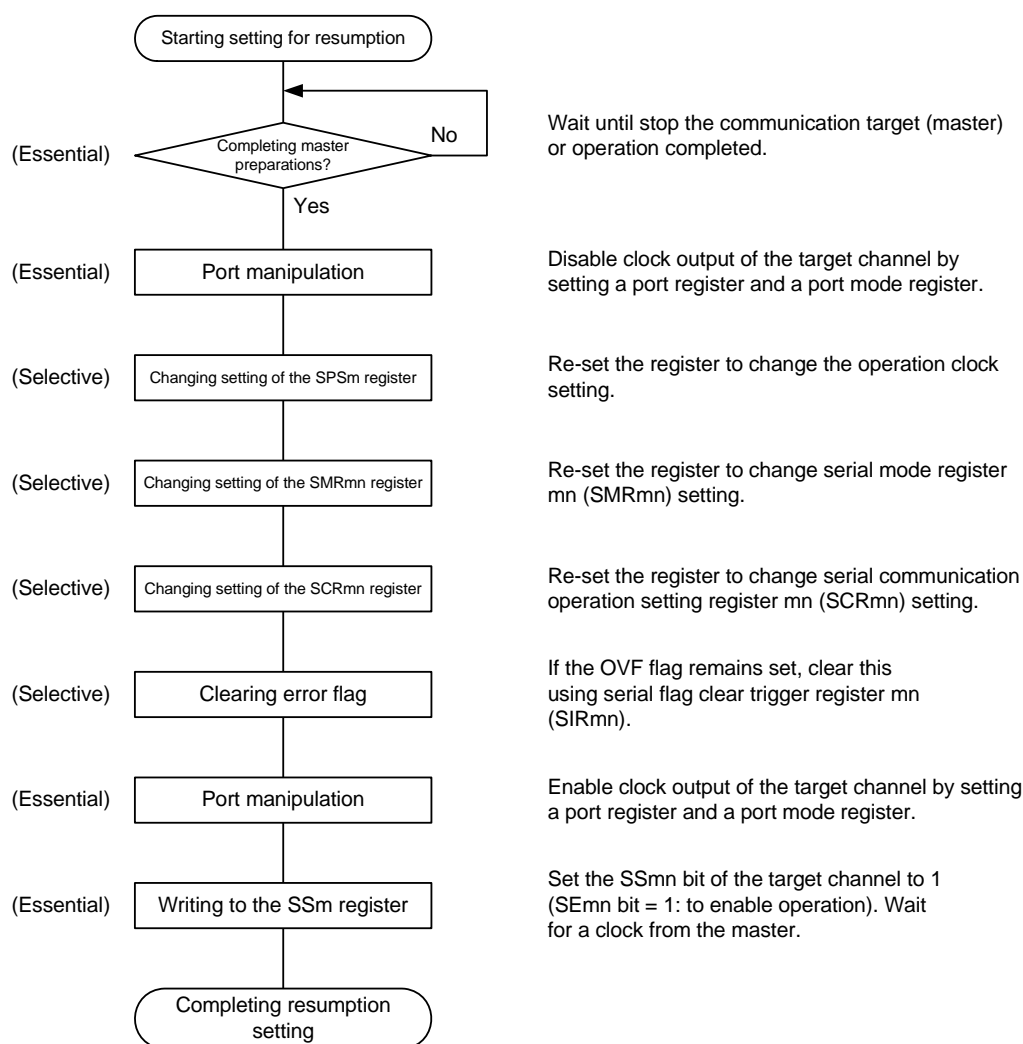 Starting setting for resumption
(Essential)
Completing master
preparations?
No
Wait until stop the communication target (master)
or operation completed.
Yes
(Essential)
Port manipulation
Disable clock output of the target channel by
setting a port register and a port mode register.
(Selective)
Changing setting of the SPSm register
Re-set the register to change the operation clock
setting.
(Selective)
Changing setting of the SMRmn register
Re-set the register to change serial mode register
mn (SMRmn) setting.
(Selective)
Changing setting of the SCRmn register
Re-set the register to change serial communication
operation setting register mn (SCRmn) setting.
(Selective)
Clearing error flag
If the OVF flag remains set, clear this
using serial flag clear trigger register mn
(SIRmn).
(Essential)
Port manipulation
Enable clock output of the target channel by setting
a port register and a port mode register.
(Essential)
Writing to the SSm register
Set the SSmn bit of the target channel to 1
(SEmn bit = 1: to enable operation). Wait
for a clock from the master.
Completing resumption
setting